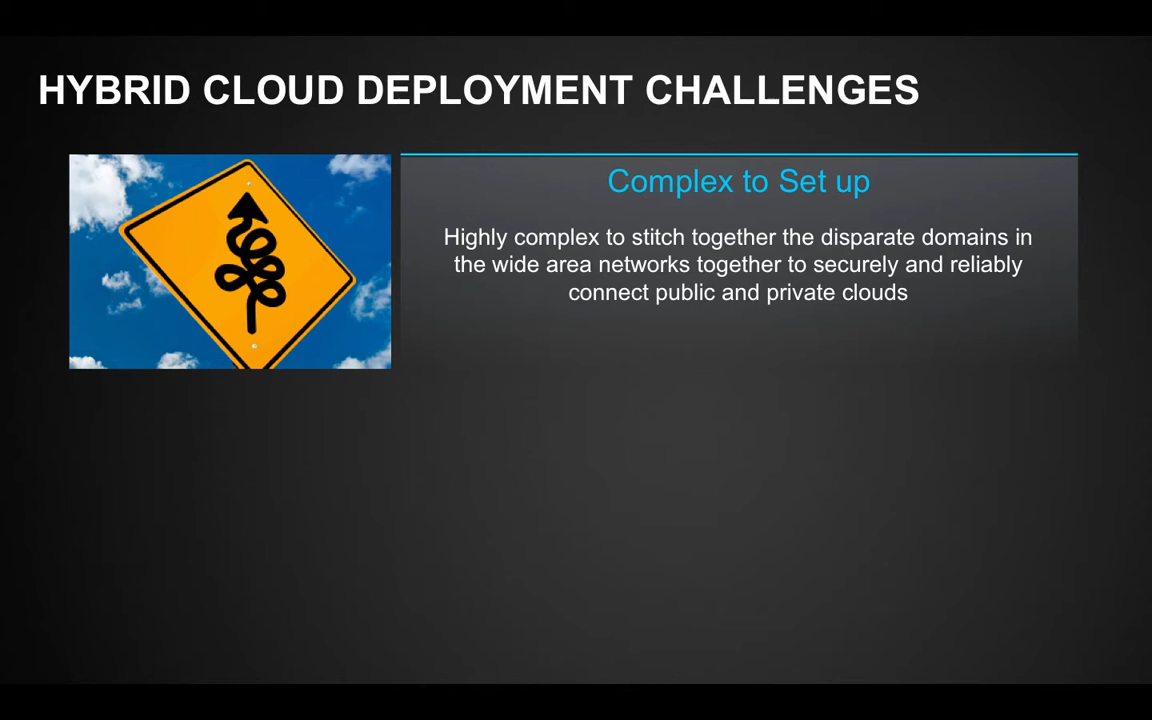 HYBRID CLOUD DEPLOYMENT CHALLENGES
Complex to Set up
Highly complex to stitch together the disparate domains in
the wide area networks together to securely and reliably
connect public and private clouds